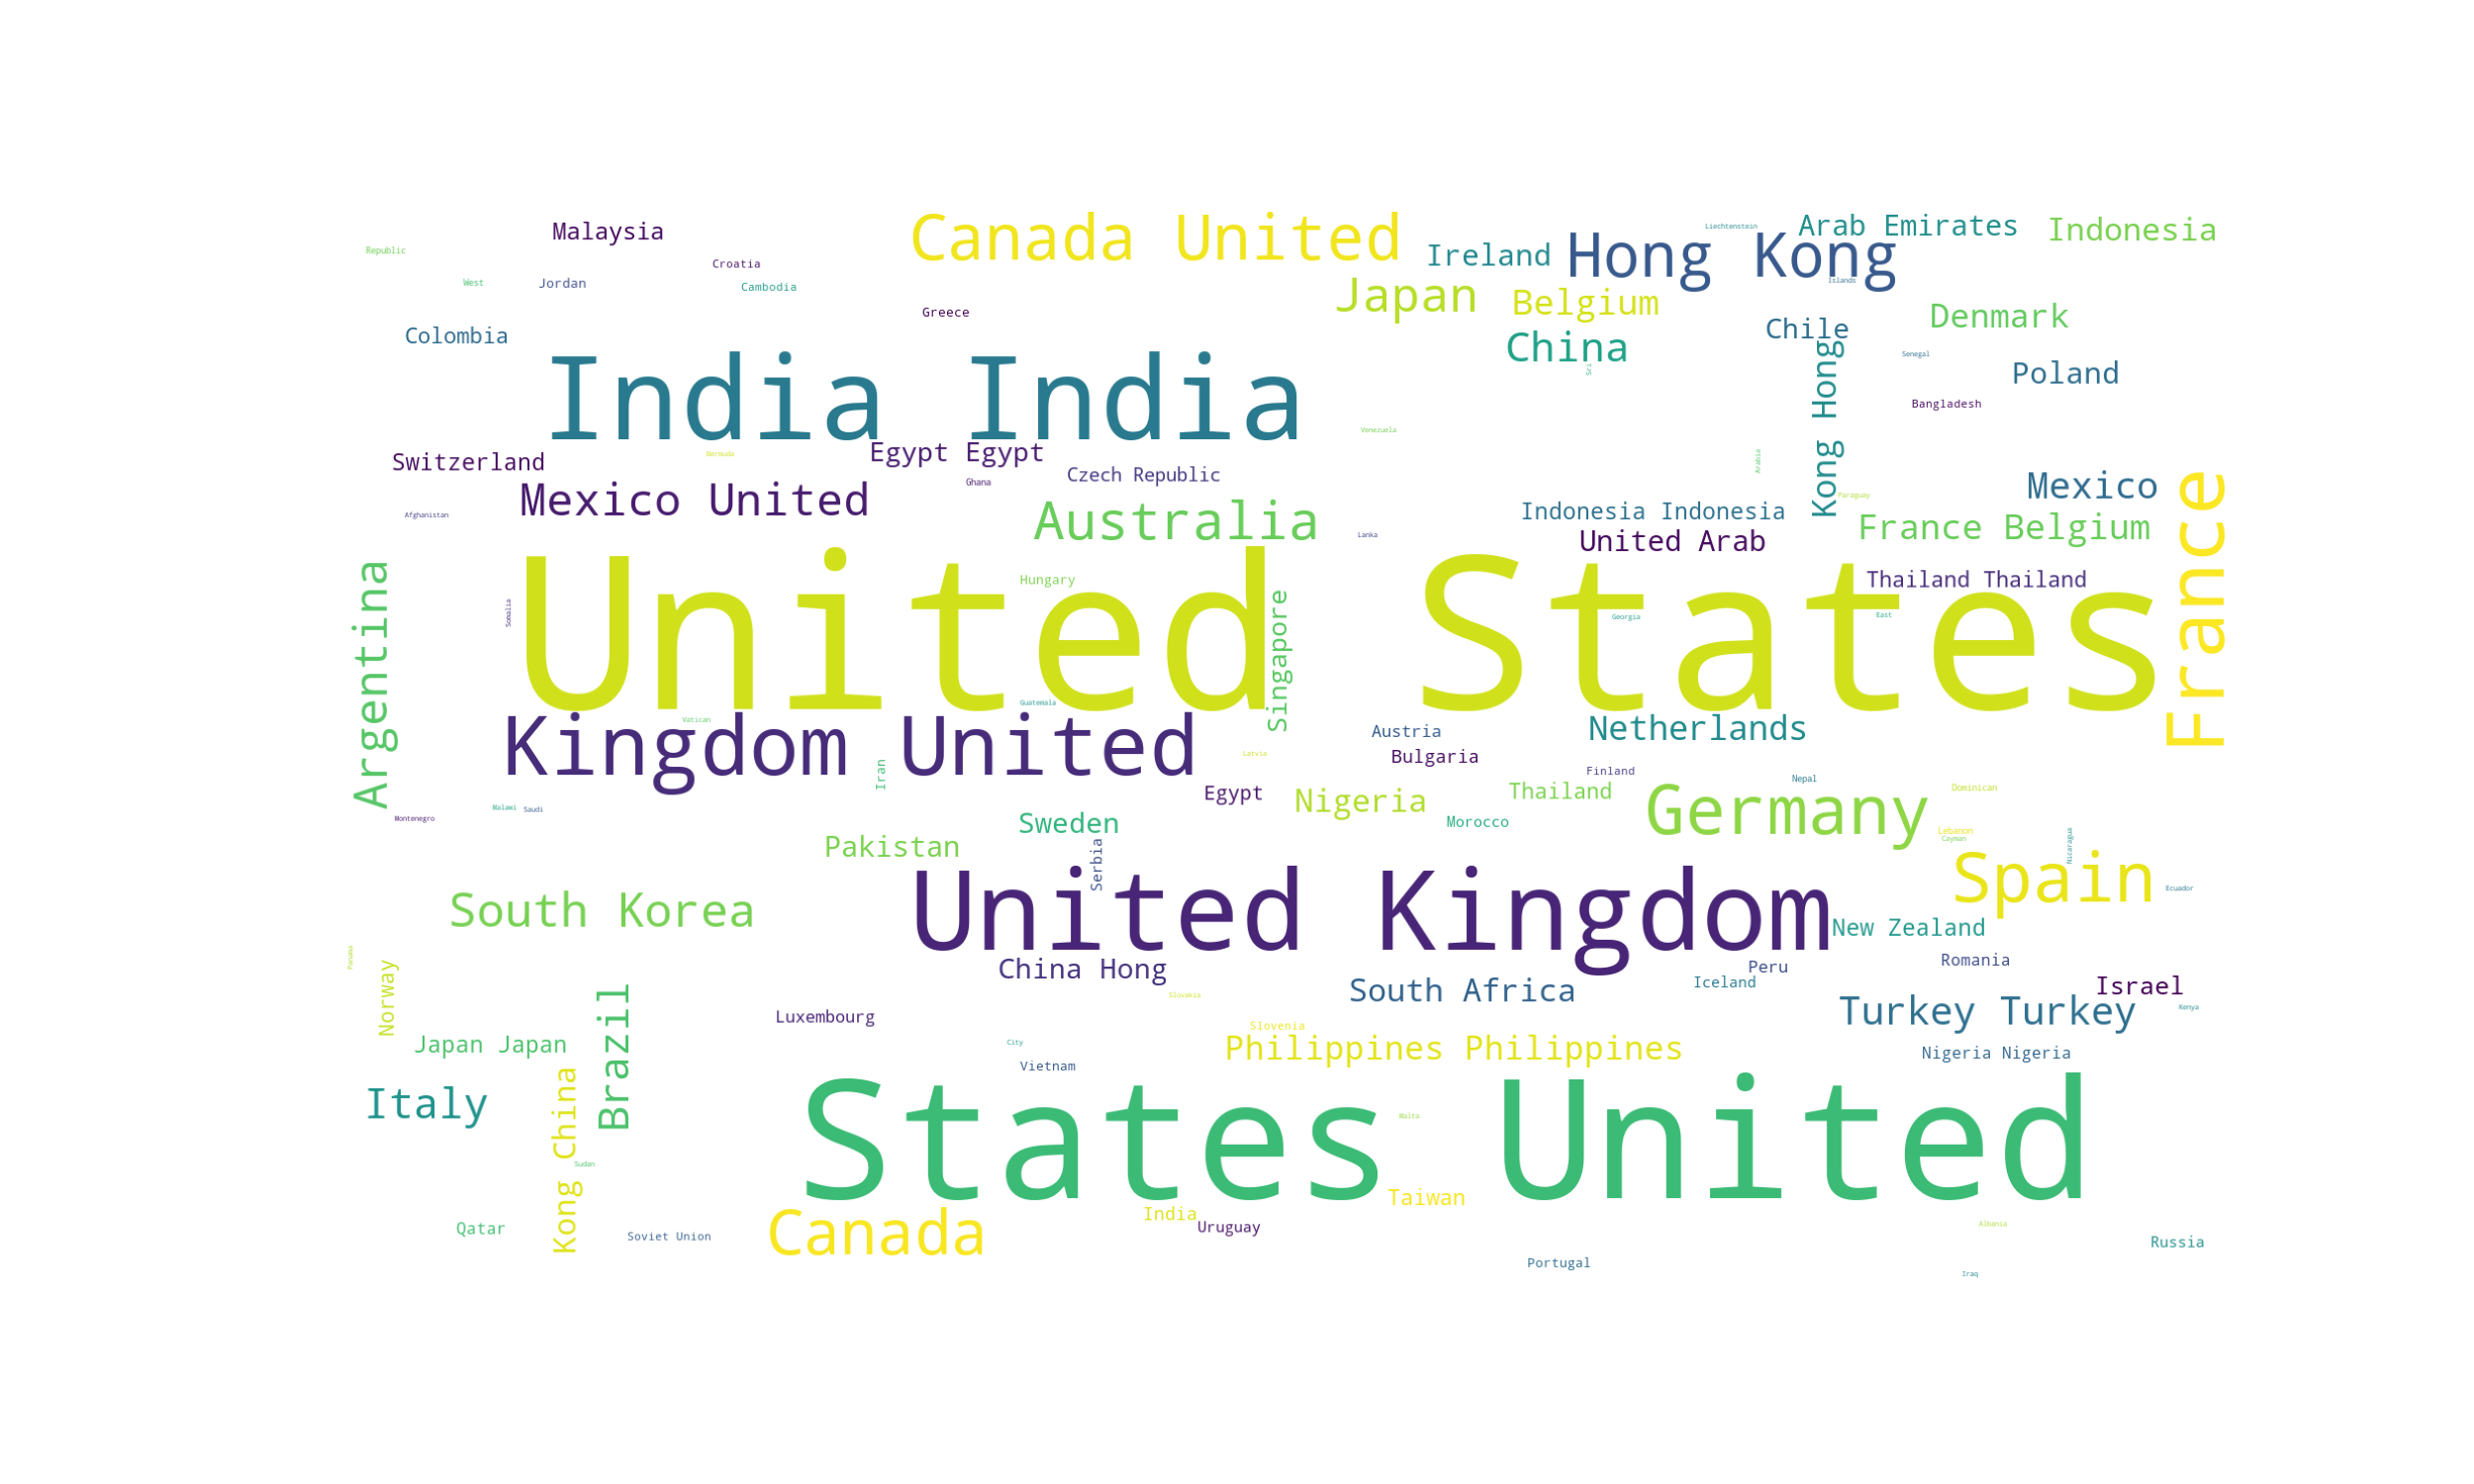 Canada United
Hong Kong
Arab Emirates
Indonesia
Liechtenstein
Malaysia
Republic
Croatia
Ireland
West
Jordan
Cambodia
Islands
Japan
Belgium
Greece
Denmark
Colombia
China
Chile
Senegal
Sri
Poland
India India
Kong Hong
Bangladesh
Venezuela
Switzerland
Bermuda
Egypt Egypt
Arabia
Czech Republic
Ghana
Mexico
Mexico United
Paraguay
Afghanistan
Australia
Indonesia Indonesia
France Belgium
Lanka
United Arab
France
Hungary
Thailand Thailand
Somalia
United States
Georgia
East
Singapore
Argentina
Guatemala
Vatican
Kingdom United
Austria
Netherlands
Latvia
Bulgaria
Iran
Finland
Nepal
Egypt
Nigeria
Thailand
Germany
Dominican
Malawi
Saudi
Montenegro
Sweden
Morocco
Lebanon
Cayman
Nicaragua
Pakistan
Serbia
Spain
Ecuador
South Korea
United Kingdom
New Zealand
Panama
China Hong
Peru
Romania
Norway
South Africa
Iceland
Israel
Slovakia
Kenya
Luxembourg
Turkey Turkey
Slovenia
Brazil
Japan Japan
City
Philippines Philippines
Nigeria Nigeria
Vietnam
Italy
Kong China
Malta
States United
Sudan
Taiwan
India
Qatar
Uruguay
Albania
Canada
Soviet Union
Russia
Portugal
Iraq